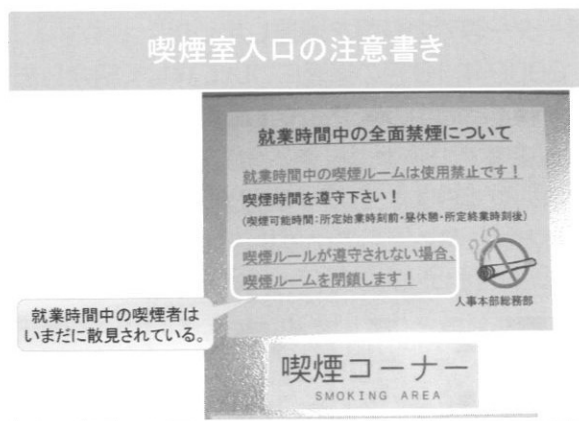 喫煙室入口の注意書き
就業時間中の全面禁煙について
就業時間中の喫煙ルームは使用禁止です！
喫煙時間を遵守下さい！
(喫煙可能時間：所定始業時刻前・昼休憩・所定終業時刻後)
喫煙ルールが遵守されない場合、
喫煙ルームを閉鎖します！
人事本部総務部
就業時間中の喫煙者は
いまだに散見されている。
喫煙コーナー
SMOKING AREA